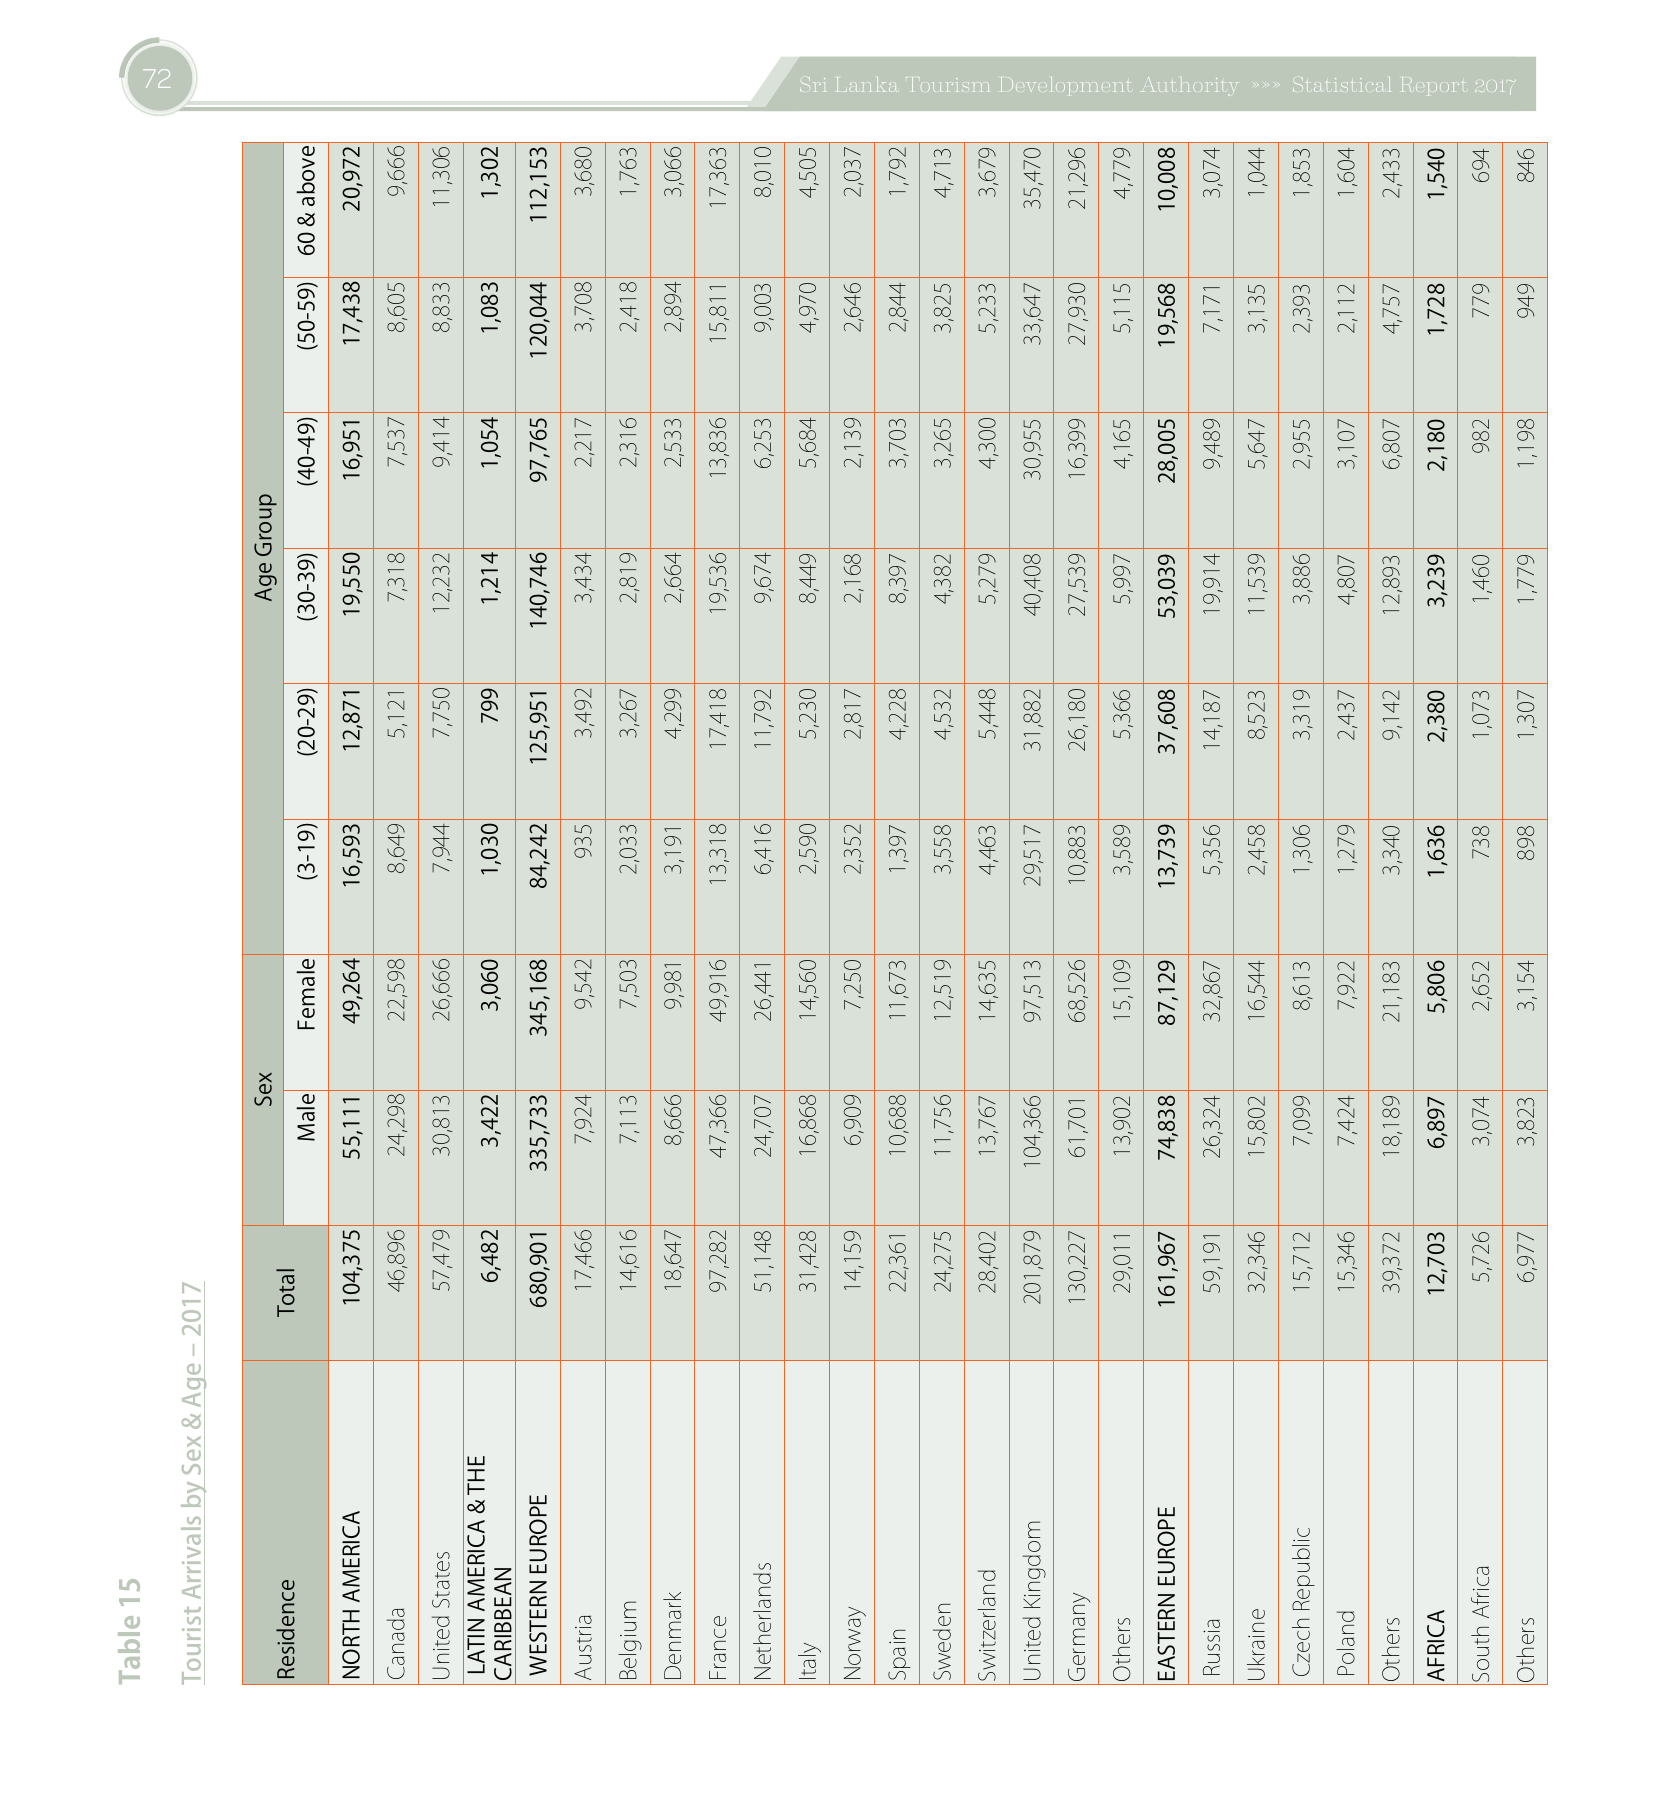 72
Sri Lanka Tourism Development Authority »»» Statistical Report 2017
Table 15
Tourist Arrivals by Sex & Age – 2017
Residence Total Sex Age Group
Male Female (3-19) (20-29) (30-39) (40-49) (50-59) 60 & above
NORTH AMERICA 104,375 55,111 49,264 16,593 12,871 19,550 16,951 17,438 20,972
Canada 46,896 24,298 22,598 8,649 5,121 7,318 7,537 8,605 9,666
United States 57,479 30,813 26,666 7,944 7,750 12,232 9,414 8,833 11,306
LATIN AMERICA & THE
CARIBBEAN 6,482 3,422 3,060 1,030 799 1,214 1,054 1,083 1,302
WESTERN EUROPE 680,901 335,733 345,168 84,242 125,951 140,746 97,765 120,044 112,153
Austria 17,466 7,924 9,542 935 3,492 3,434 2,217 3,708 3,680
Belgium 14,616 7,113 7,503 2,033 3,267 2,819 2,316 2,418 1,763
Denmark 18,647 8,666 9,981 3,191 4,299 2,664 2,533 2,894 3,066
France 97,282 47,366 49,916 13,318 17,418 19,536 13,836 15,811 17,363
Netherlands 51,148 24,707 26,441 6,416 11,792 9,674 6,253 9,003 8,010
Italy 31,428 16,868 14,560 2,590 5,230 8,449 5,684 4,970 4,505
Norway 14,159 6,909 7,250 2,352 2,817 2,168 2,139 2,646 2,037
Spain 22,361 10,688 11,673 1,397 4,228 8,397 3,703 2,844 1,792
Sweden 24,275 11,756 12,519 3,558 4,532 4,382 3,265 3,825 4,713
Switzerland 28,402 13,767 14,635 4,463 5,448 5,279 4,300 5,233 3,679
United Kingdom 201,879 104,366 97,513 29,517 31,882 40,408 30,955 33,647 35,470
Germany 130,227 61,701 68,526 10,883 26,180 27,539 16,399 27,930 21,296
Others 29,011 13,902 15,109 3,589 5,366 5,997 4,165 5,115 4,779
EASTERN EUROPE 161,967 74,838 87,129 13,739 37,608 53,039 28,005 19,568 10,008
Russia 59,191 26,324 32,867 5,356 14,187 19,914 9,489 7,171 3,074
Ukraine 32,346 15,802 16,544 2,458 8,523 11,539 5,647 3,135 1,044
Czech Republic 15,712 7,099 8,613 1,306 3,319 3,886 2,955 2,393 1,853
Poland 15,346 7,424 7,922 1,279 2,437 4,807 3,107 2,112 1,604
Others 39,372 18,189 21,183 3,340 9,142 12,893 6,807 4,757 2,433
AFRICA 12,703 6,897 5,806 1,636 2,380 3,239 2,180 1,728 1,540
South Africa 5,726 3,074 2,652 738 1,073 1,460 982 779 694
Others 6,977 3,823 3,154 898 1,307 1,779 1,198 949 846